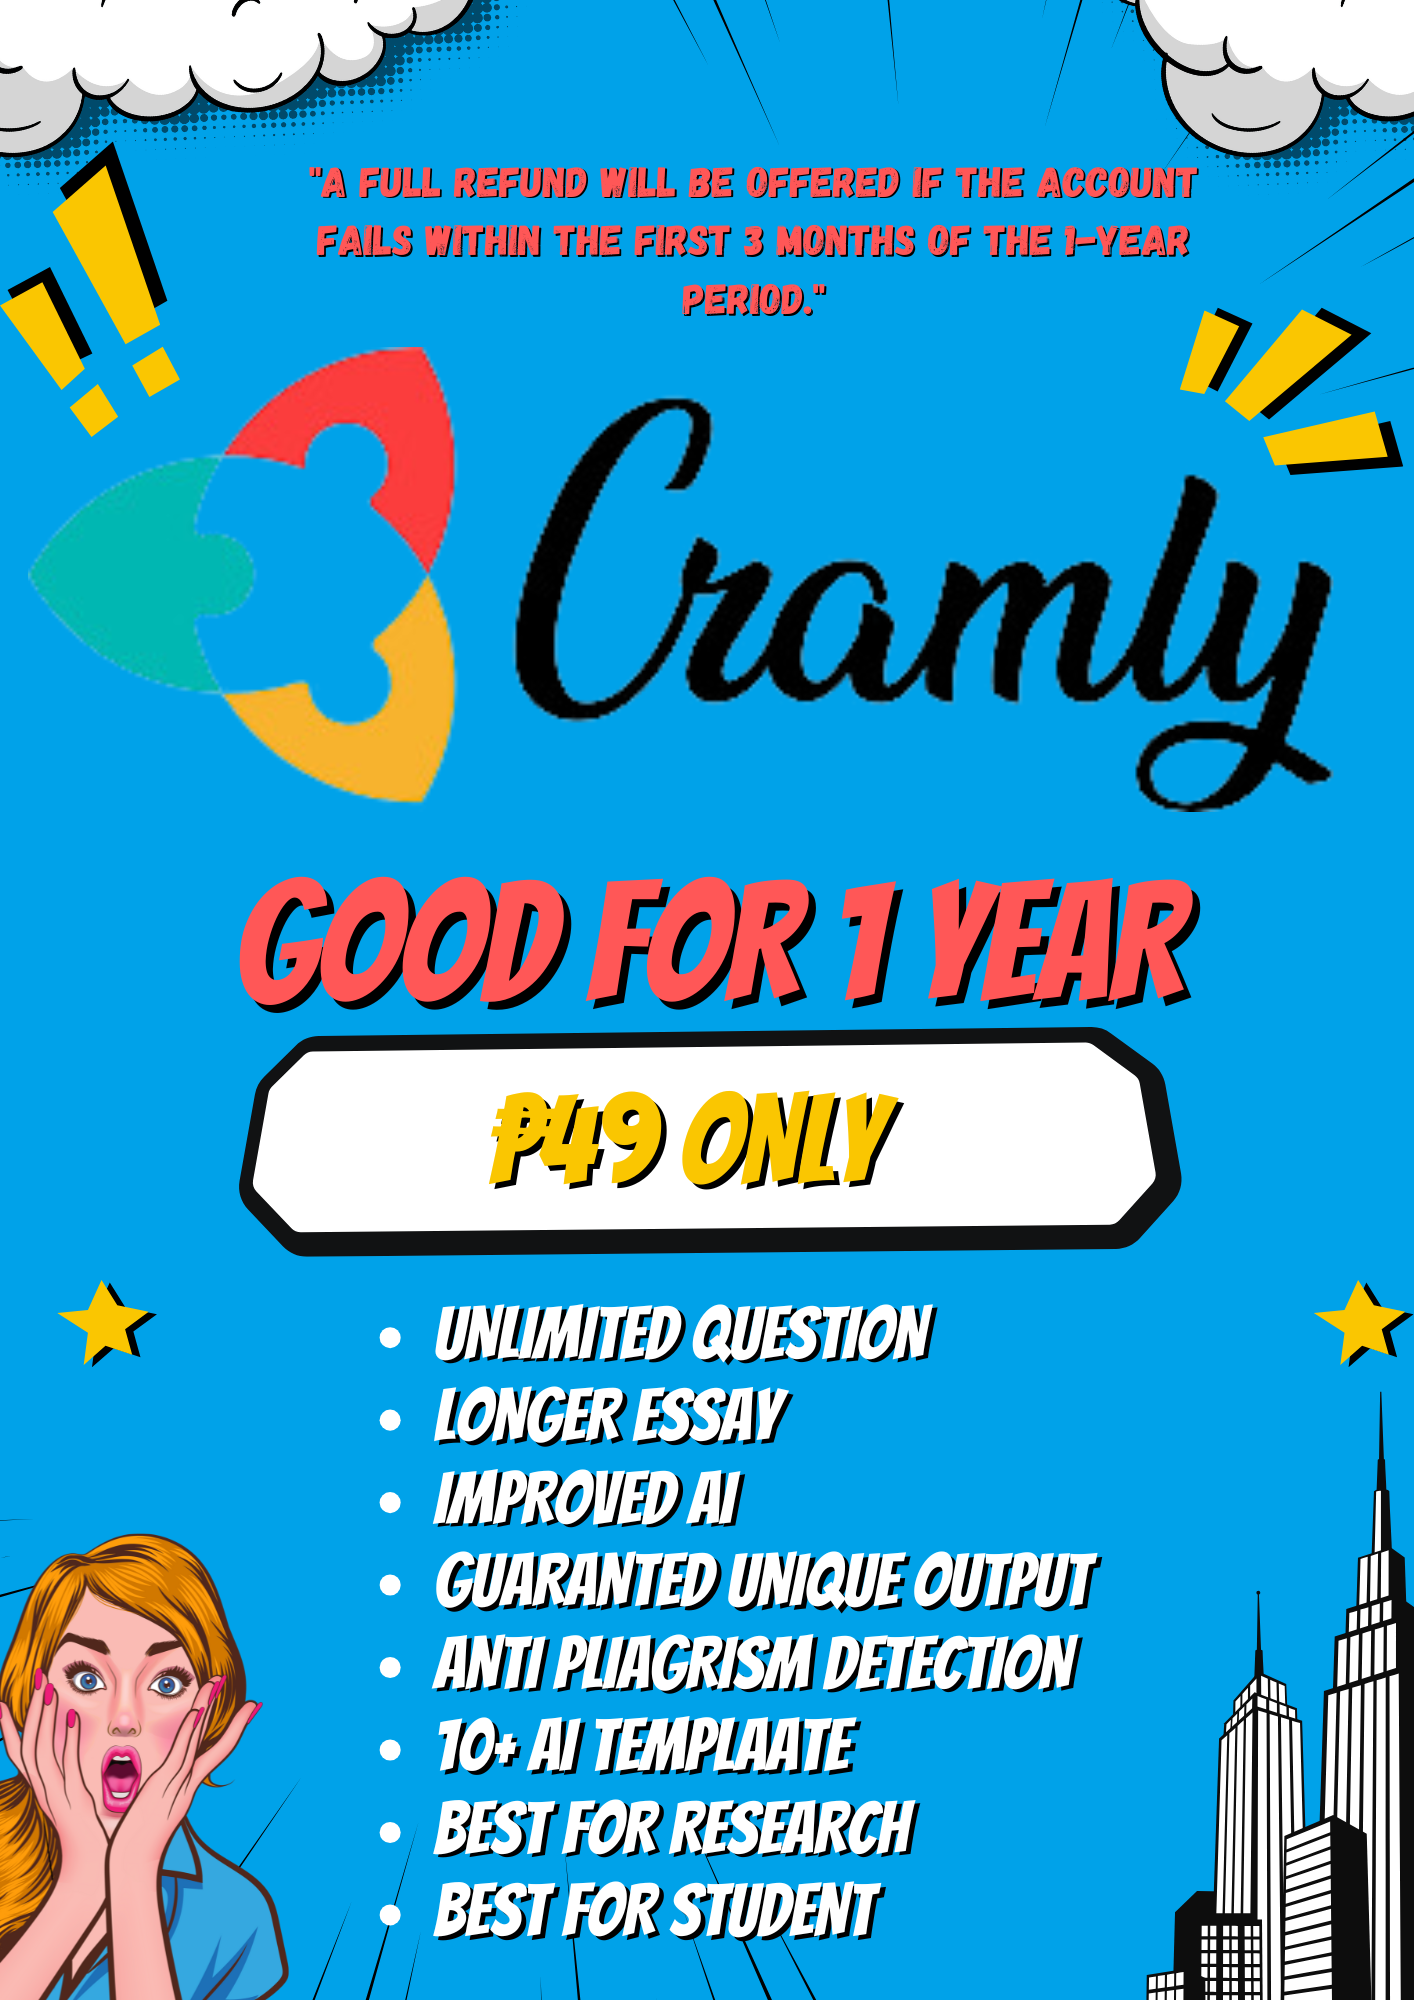 "A FULL REFUND WILL BE OFFERED IF THE ACCOUNT
FAILS WITHIN THE FIRST 3 MONTHS OF THE 1-YEAR
PERIOD."
Cramly
GOOD FOR 1 YEAR
₱49 ONLY
• UNLIMITED QUESTION
• LONGER ESSAY
• IMPROVED AI
• GUARANTED UNIQUE OUTPUT
• ANTI PLIAGRISM DETECTION
• 10+ AI TEMPLAATE
• BEST FOR RESEARCH
• BEST FOR STUDENT